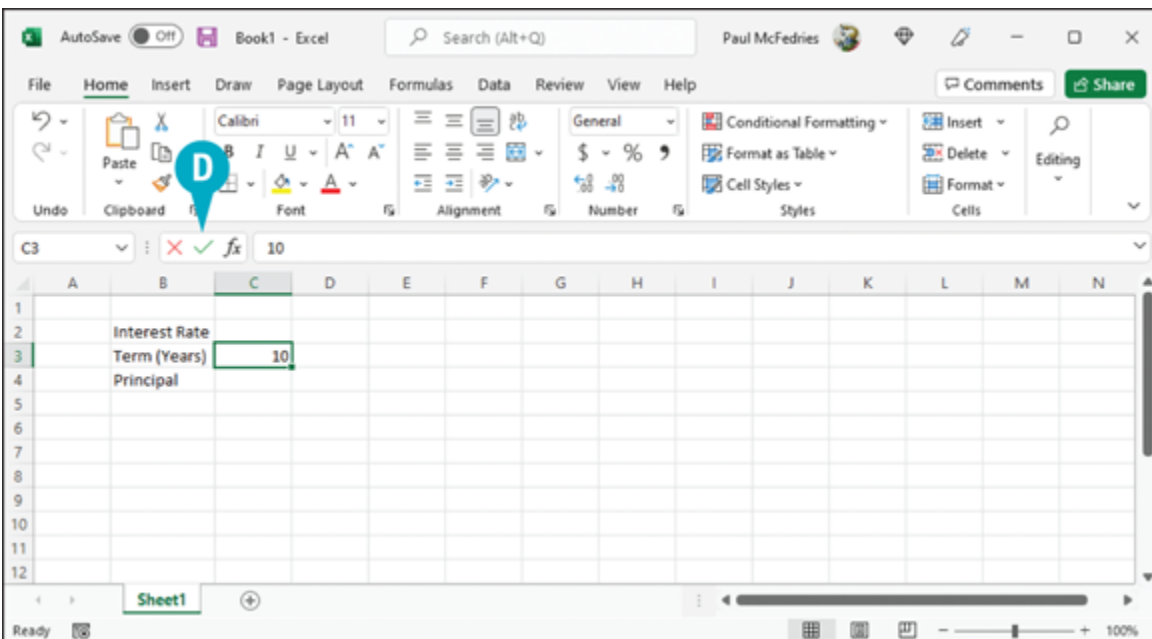 AutoSave Off Book1 - Excel Search (Alt+Q) Paul McFedries
File Home Insert Draw Page Layout Formulas Data Review View Help Comments Share
Calibri 11 General Conditional Formatting Insert
Paste B I U A A $ % 9 Format as Table Delete Editing
D
A Cell Styles Format
Undo Clipboard Font Alignment Number Styles Cells
C3 fx 10
A B C D E F G H I J K L M N
1
2 Interest Rate
3 Term (Years) 10
4 Principal
5
6
7
8
9
10
11
12
Sheet1
Ready 100%